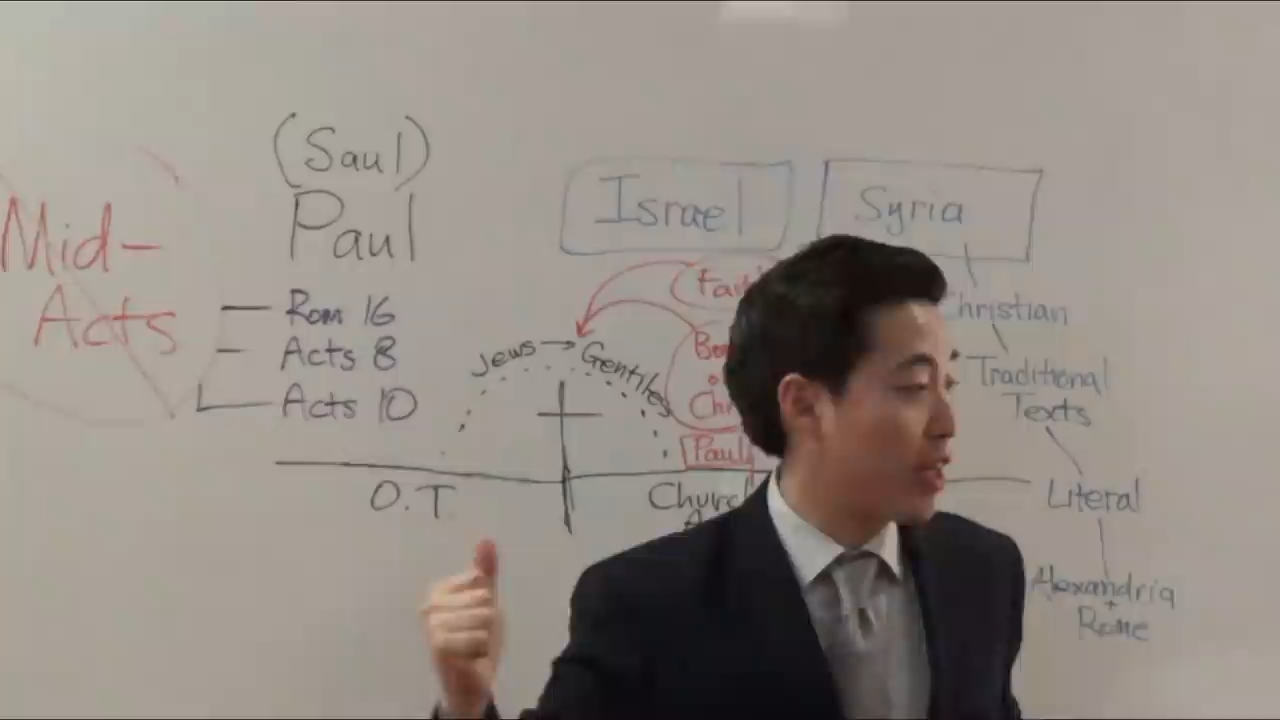 Mid-
Acts
(Saul)
Paul
Rom 16
Acts 8
Acts 10
Israel
Syria
Jews → Gentiles
Paul
O.T
Christian
Traditional
Texts
Literal
Alexandria
+
Rome